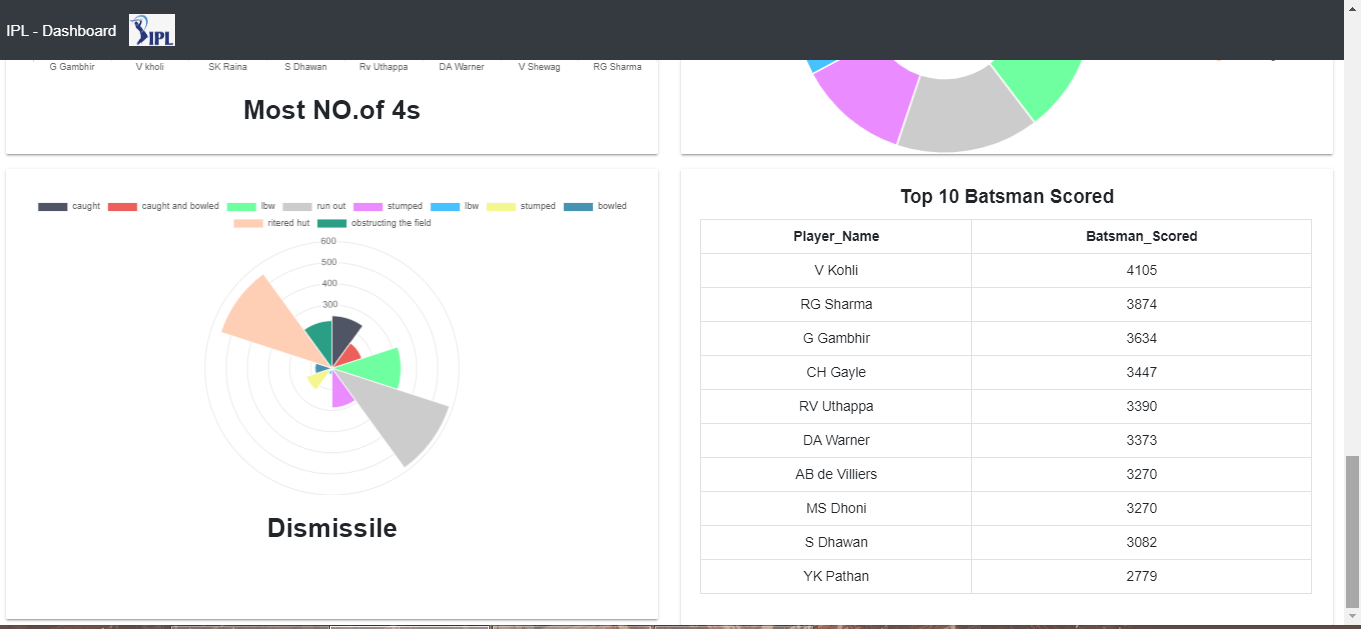 IPL - Dashboard IPL
G Gambhir V kholi SK Raina S Dhawan Rv Uthappa DA Warner V Shewag RG Sharma
Most NO.of 4s
caught caught and bowled lbw run out stumped lbw stumped bowled
ritered hut obstructing the field
600
500
400
300
Dismissile
Top 10 Batsman Scored
Player_Name Batsman_Scored
V Kohli 4105
RG Sharma 3874
G Gambhir 3634
CH Gayle 3447
RV Uthappa 3390
DA Warner 3373
AB de Villiers 3270
MS Dhoni 3270
S Dhawan 3082
YK Pathan 2779